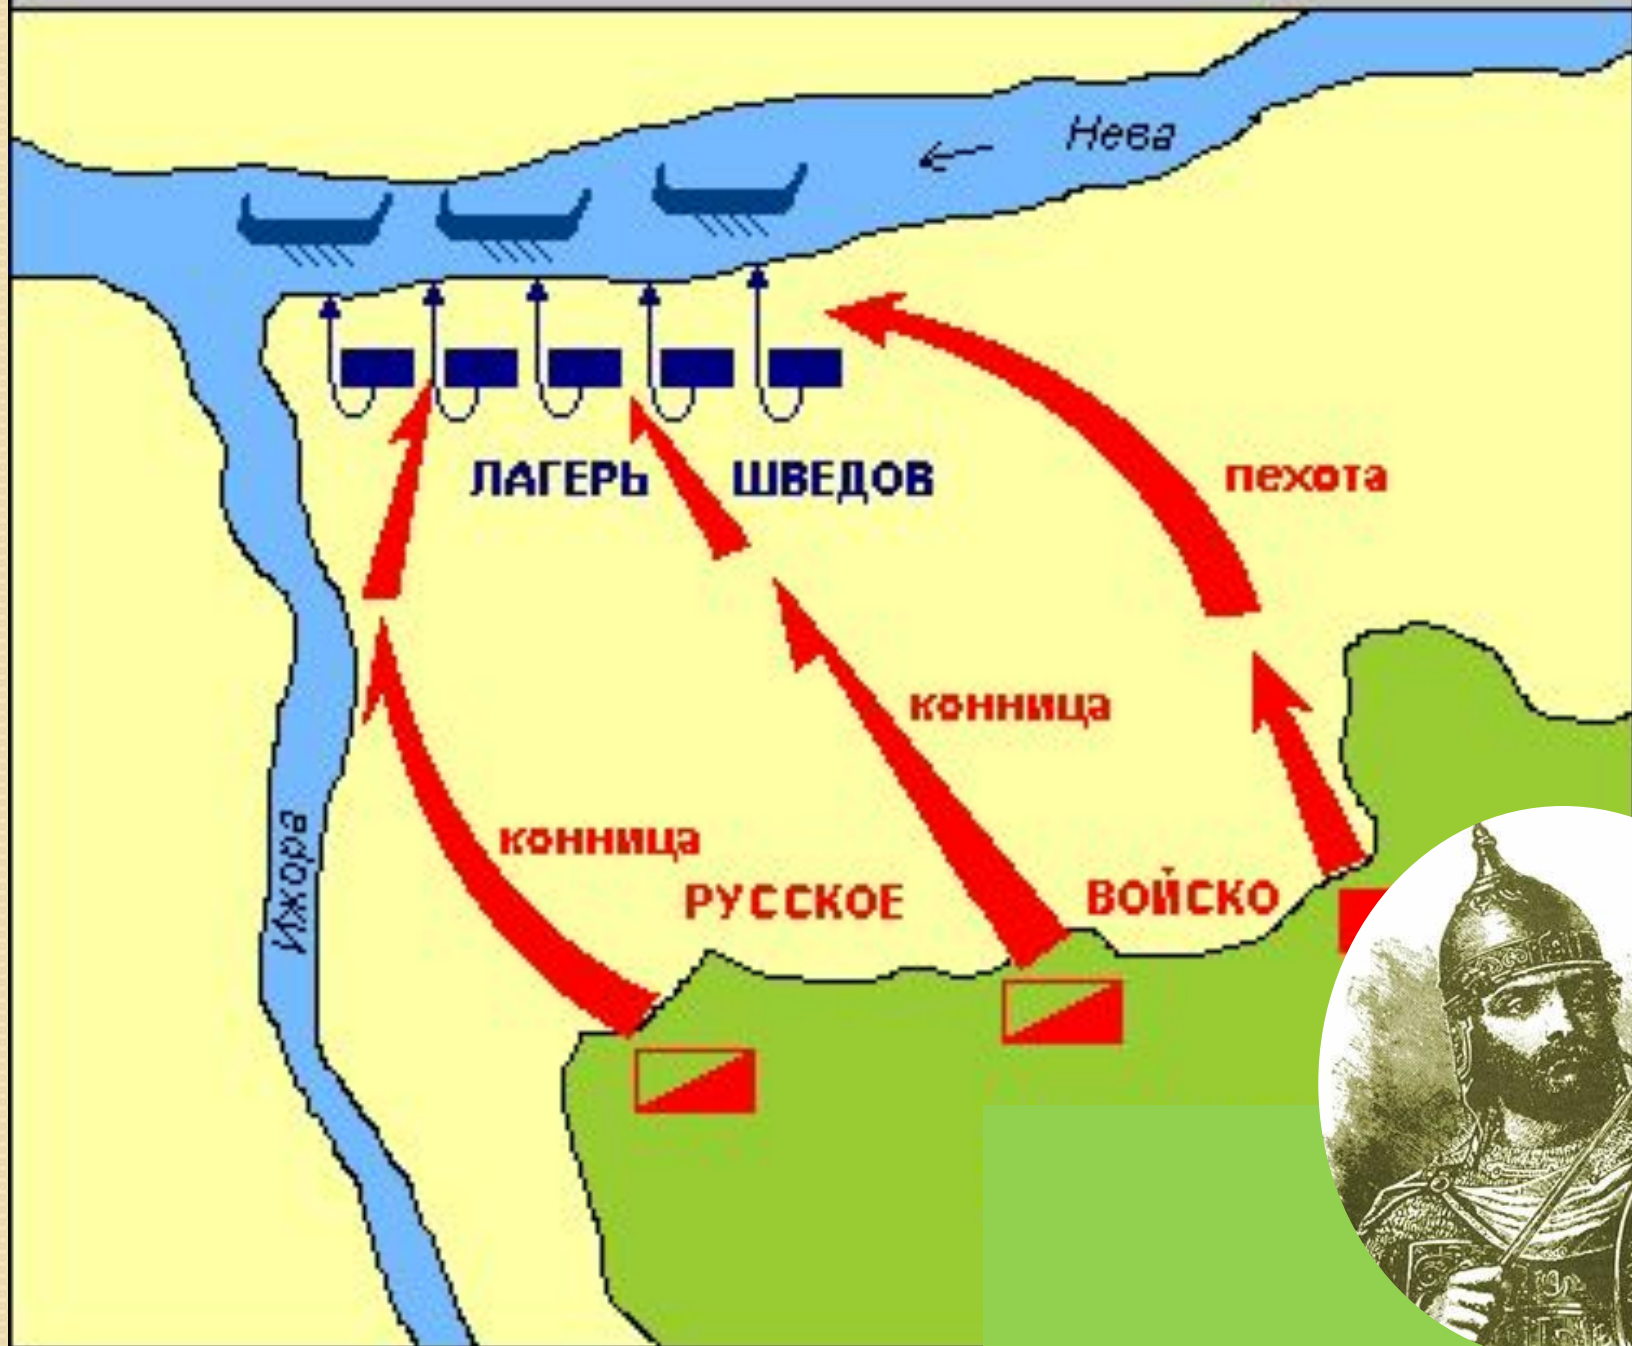 Нева
ЛАГЕРЬ ШВЕДОВ
пехота
конница
конница
РУССКОЕ ВОЙСКО
Ижора